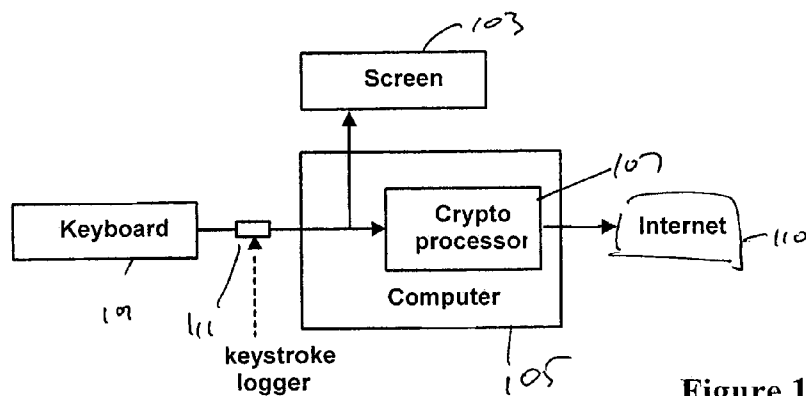 103
Screen
107
Keyboard
Crypto
processor
Internet
110
111
Computer
keystroke
logger
105
Figure 1